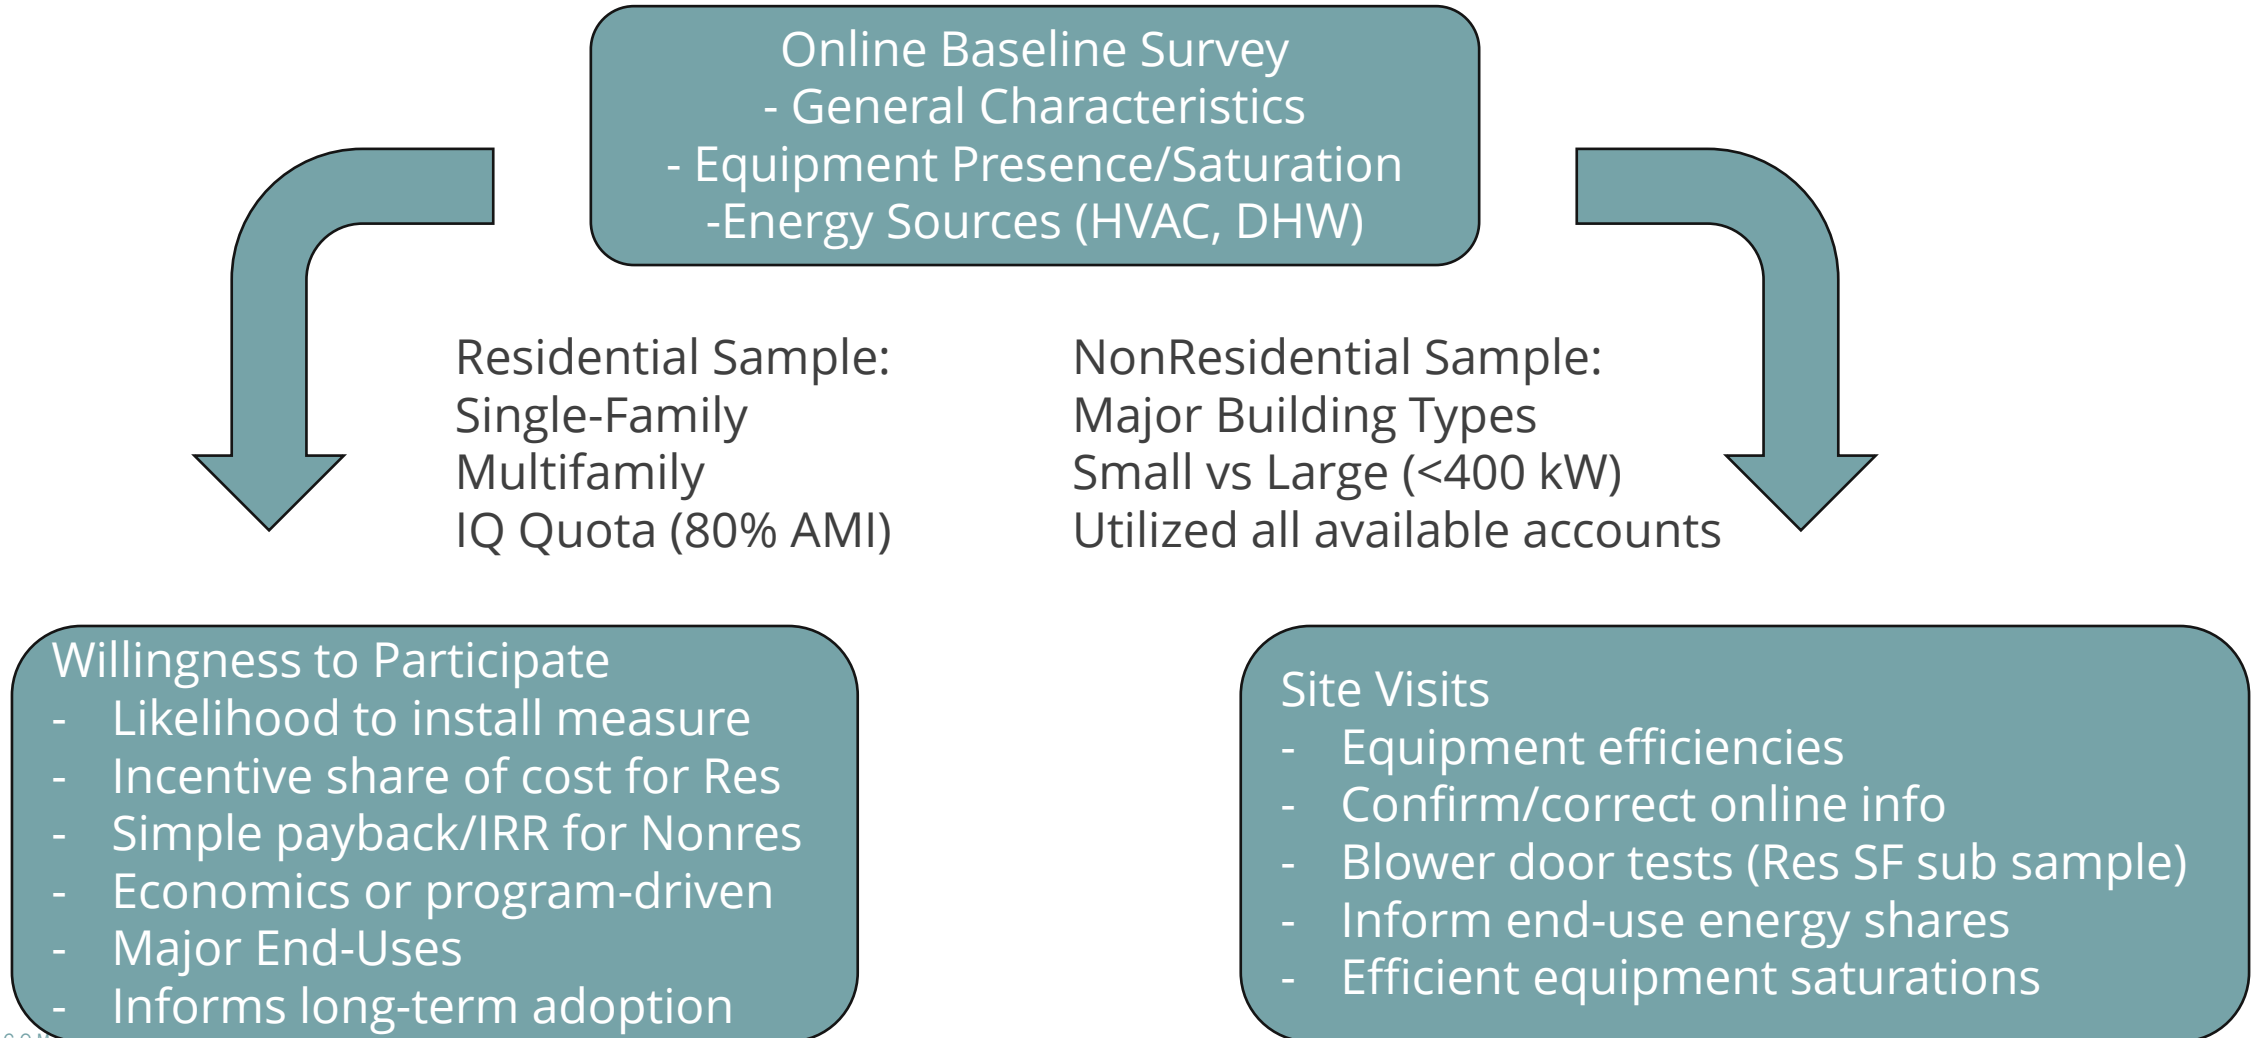 Online Baseline Survey
- General Characteristics
- Equipment Presence/Saturation
-Energy Sources (HVAC, DHW)
Residential Sample:
Single-Family
Multifamily
IQ Quota (80% AMI)
NonResidential Sample:
Major Building Types
Small vs Large (<400 kW)
Utilized all available accounts
Willingness to Participate
- Likelihood to install measure
- Incentive share of cost for Res
- Simple payback/IRR for Nonres
- Economics or program-driven
- Major End-Uses
- Informs long-term adoption
Site Visits
- Equipment efficiencies
- Confirm/correct online info
- Blower door tests (Res SF sub sample)
- Inform end-use energy shares
- Efficient equipment saturations